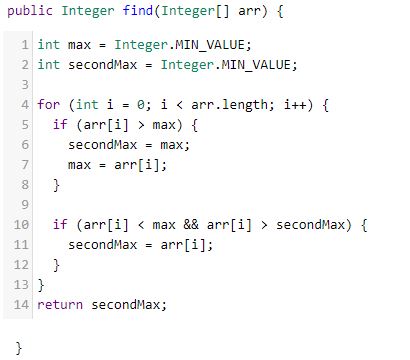 public Integer find(Integer[] arr) {
1 int max = Integer.MIN_VALUE;
2 int secondMax = Integer.MIN_VALUE;
3
4 for (int i = 0; i < arr.length; i++) {
5   if (arr[i] > max) {
6     secondMax = max;
7     max = arr[i];
8   }
9
10   if (arr[i] < max && arr[i] > secondMax) {
11     secondMax = arr[i];
12   }
13 }
14 return secondMax;
}